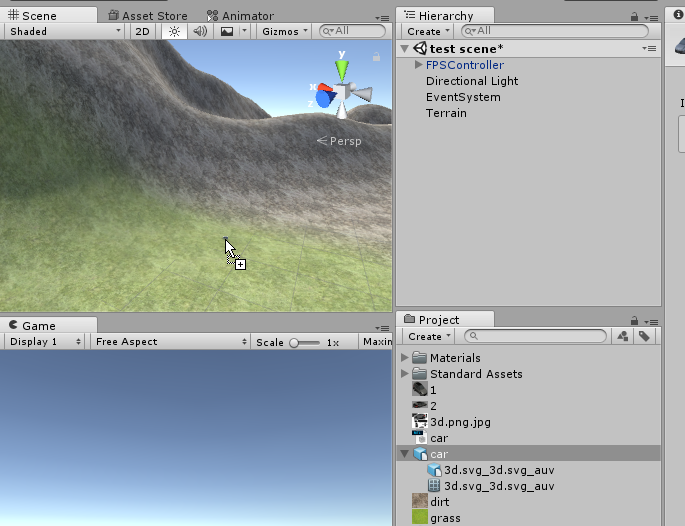 Scene Asset Store Animator
Shaded 2D Gizmos All
y
x
z
Persp
Game
Display 1 Free Aspect Scale 1x Maxin
Hierarchy
Create All
test scene*
FPSController
Directional Light
EventSystem
Terrain
Project
Create
Materials
Standard Assets
1
2
3d.png.jpg
car
car
3d.svg_3d.svg_auv
3d.svg_3d.svg_auv
dirt
grass